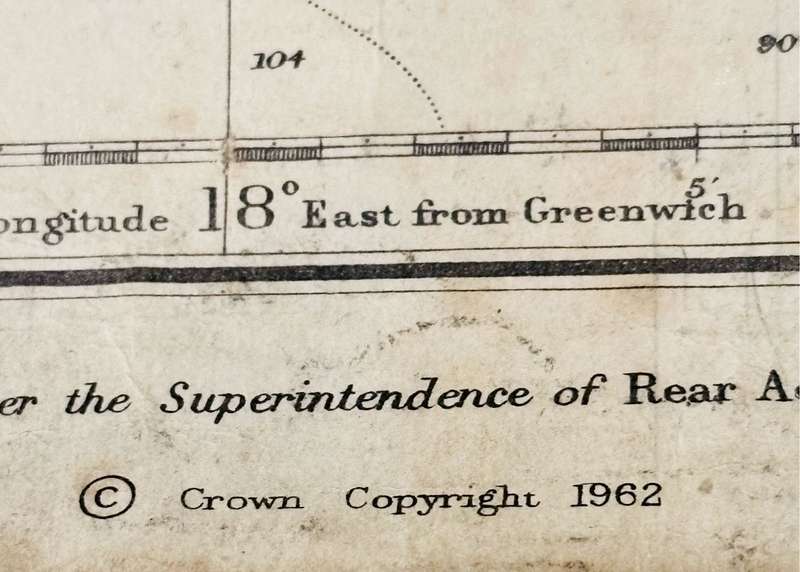 104
90
5′
ongitude 18° East from Greenwich
er the Superintendence of Rear A
© Crown Copyright 1962